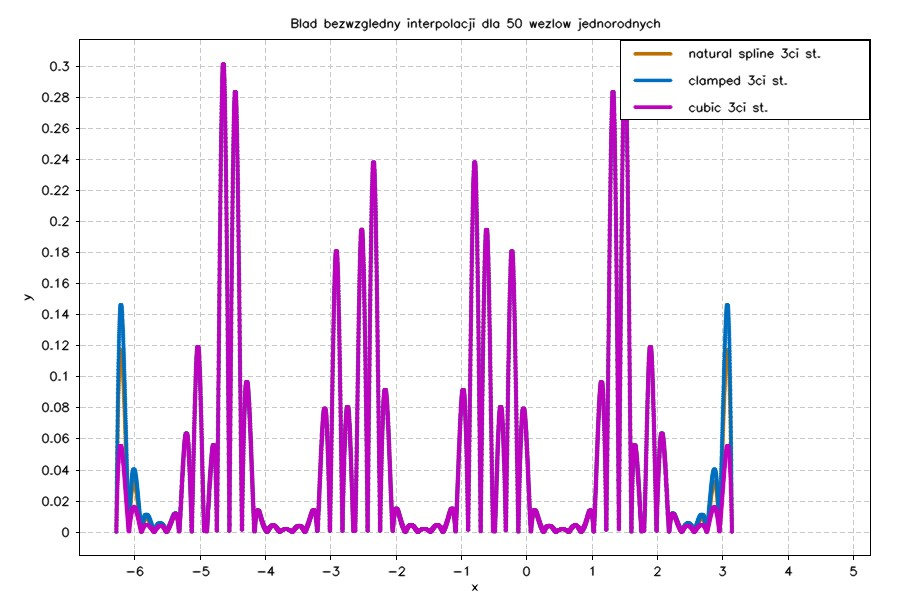 Blad bezwzgledny interpolacji dla 50 wezlow jednorodnych
natural spline 3ci st.
clamped 3ci st.
cubic 3ci st.
0.3
0.28
0.26
0.24
0.22
0.2
0.18
0.16
0.14
0.12
0.1
0.08
0.06
0.04
0.02
0
y
−6 −5 −4 −3 −2 −1 0 1 2 3 4 5
x